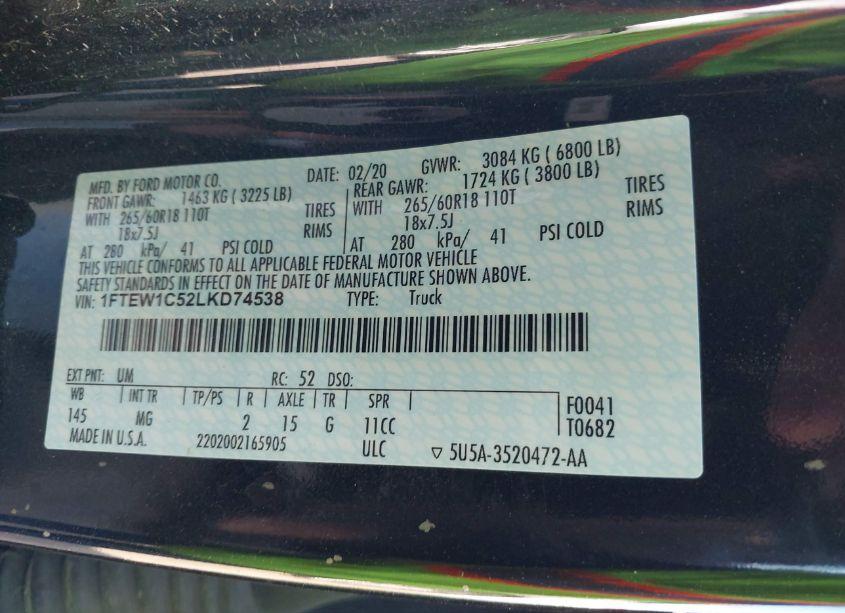 MFD. BY FORD MOTOR CO. DATE: 02/20 GVWR: 3084 KG ( 6800 LB)
FRONT GAWR: 1463 KG ( 3225 LB) REAR GAWR: 1724 KG ( 3800 LB)
WITH 265/60R18 110T TIRES WITH 265/60R18 110T TIRES
18x7.5J RIMS 18x7.5J RIMS
AT 280 kPa/ 41 PSI COLD AT 280 kPa/ 41 PSI COLD
THIS VEHICLE CONFORMS TO ALL APPLICABLE FEDERAL MOTOR VEHICLE
SAFETY STANDARDS IN EFFECT ON THE DATE OF MANUFACTURE SHOWN ABOVE.
VIN: 1FTEW1C52LKD74538 TYPE: Truck
EXT PNT: UM RC: 52 DSO:
WB INT TR TP/PS R AXLE TR SPR F0041
145 MG 2 15 G 11CC T0682
MADE IN U.S.A. 2202002165905 ULC ▽ 5U5A-3520472-AA